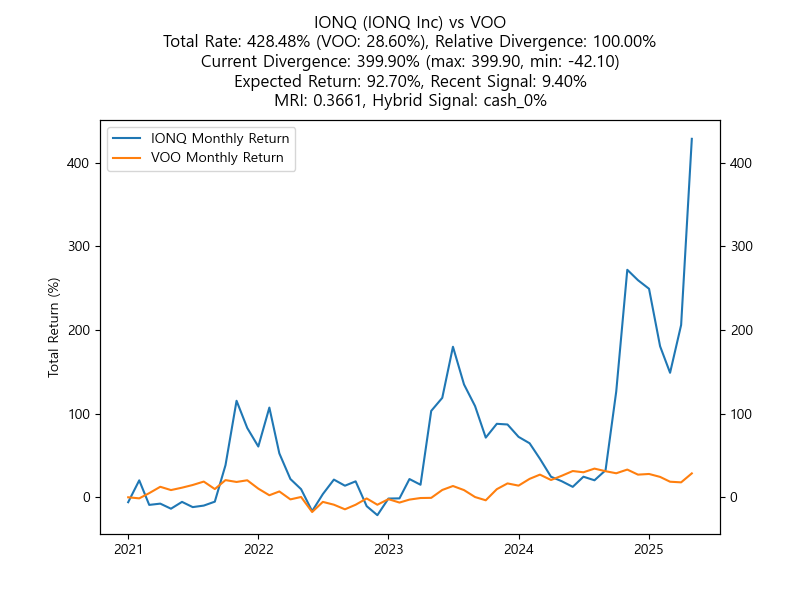 IONQ (IONQ Inc) vs VOO
Total Rate: 428.48% (VOO: 28.60%), Relative Divergence: 100.00%
Current Divergence: 399.90% (max: 399.90, min: -42.10)
Expected Return: 92.70%, Recent Signal: 9.40%
MRI: 0.3661, Hybrid Signal: cash_0%
IONQ Monthly Return
VOO Monthly Return
Total Return (%)
400
300
200
100
0
400
300
200
100
0
2021
2022
2023
2024
2025